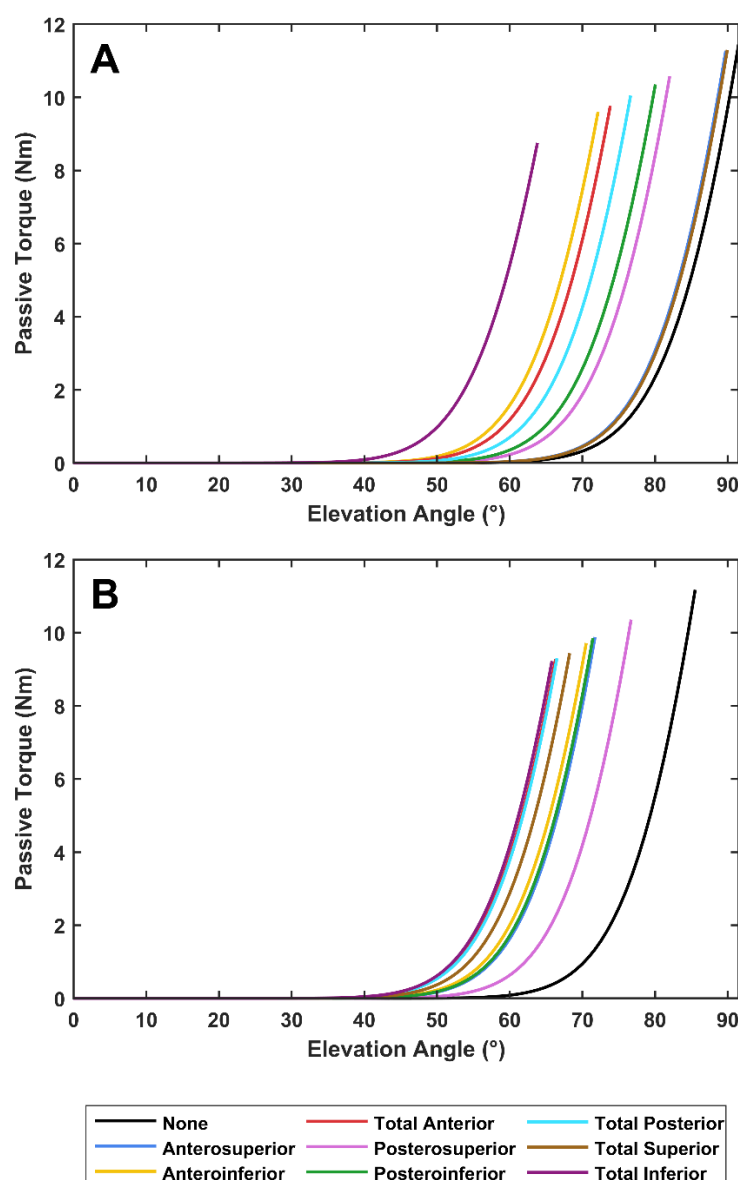 A
12
10
8
6
4
2
0
Passive Torque (Nm)
0 10 20 30 40 50 60 70 80 90
Elevation Angle (°)
B
12
10
8
6
4
2
0
Passive Torque (Nm)
0 10 20 30 40 50 60 70 80 90
Elevation Angle (°)
None Total Anterior Total Posterior
Anterosuperior Posterosuperior Total Superior
Anteroinferior Posteroinferior Total Inferior